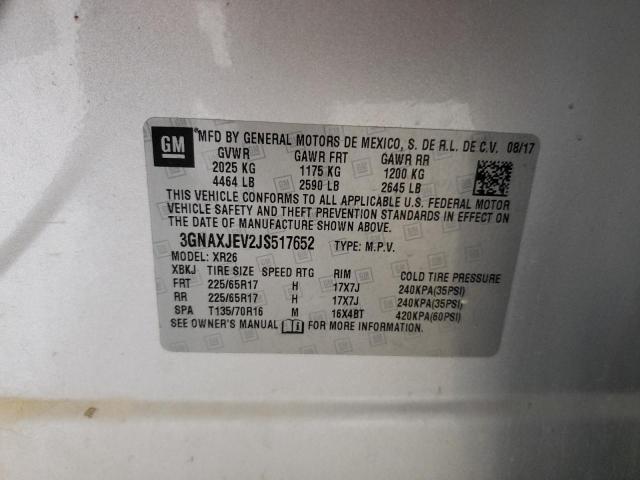 GM
®MFD BY GENERAL MOTORS DE MEXICO, S. DE R.L. DE C.V. 08/17
GVWR GAWR FRT GAWR RR
2025 KG 1175 KG 1200 KG
4464 LB 2590 LB 2645 LB
THIS VEHICLE CONFORMS TO ALL APPLICABLE U.S. FEDERAL MOTOR
VEHICLE SAFETY AND THEFT PREVENTION STANDARDS IN EFFECT ON
THE DATE OF MANUFACTURE SHOWN ABOVE.
3GNAXJEV2JS517652 TYPE: M.P.V.
MODEL: XR26
XBKJ TIRE SIZE SPEED RTG RIM COLD TIRE PRESSURE
FRT 225/65R17 H 17X7J 240KPA(35PSI)
RR 225/65R17 H 17X7J 240KPA(35PSI)
SPA T135/70R16 M 16X4BT 420KPA(60PSI)
SEE OWNER'S MANUAL FOR MORE INFORMATION.